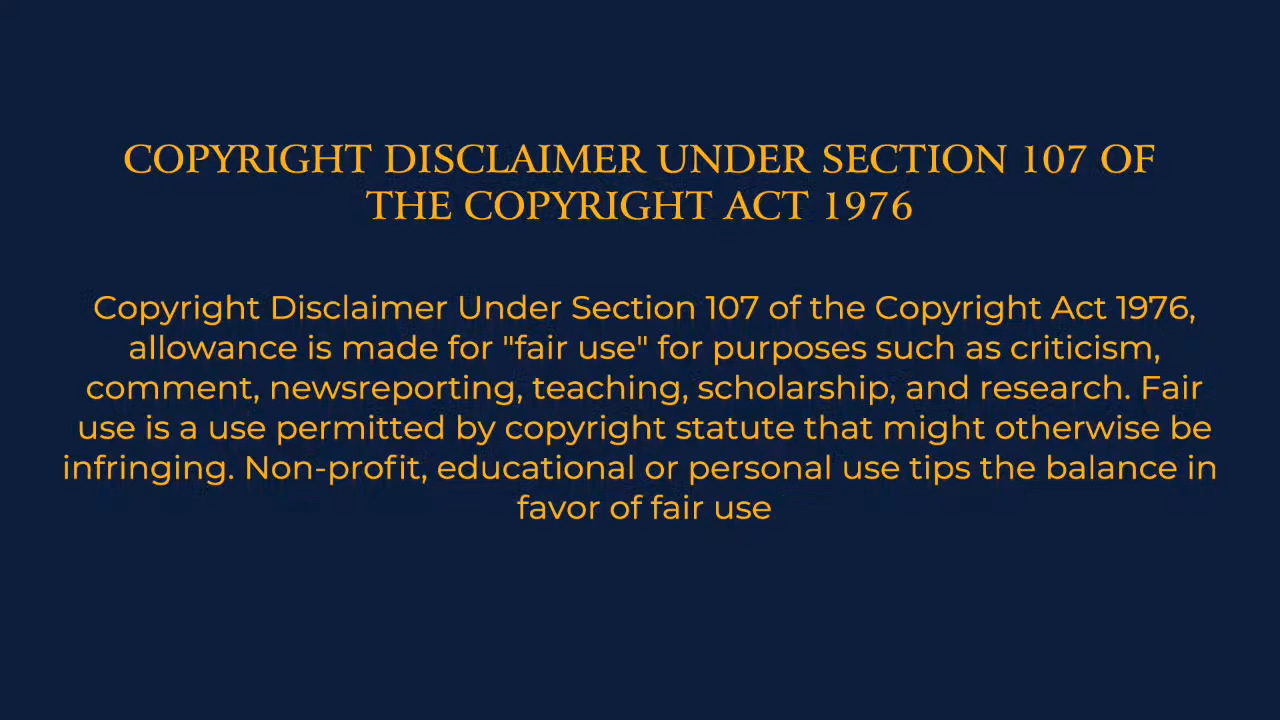 COPYRIGHT DISCLAIMER UNDER SECTION 107 OF
THE COPYRIGHT ACT 1976
Copyright Disclaimer Under Section 107 of the Copyright Act 1976,
allowance is made for "fair use" for purposes such as criticism,
comment, newsreporting, teaching, scholarship, and research. Fair
use is a use permitted by copyright statute that might otherwise be
infringing. Non-profit, educational or personal use tips the balance in
favor of fair use